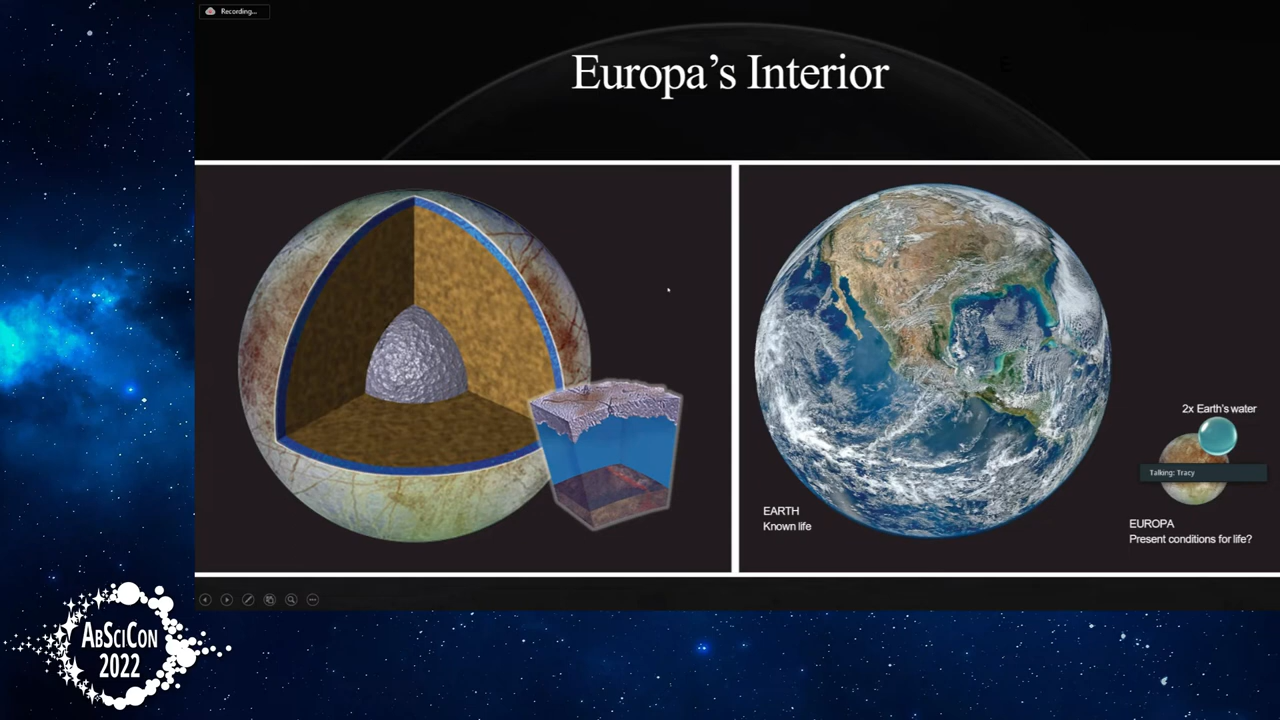 Recording...
Europa's Interior
2x Earth's water
Talking: Tracy
EARTH
Known life
EUROPA
Present conditions for life?
ABSCICON
2022